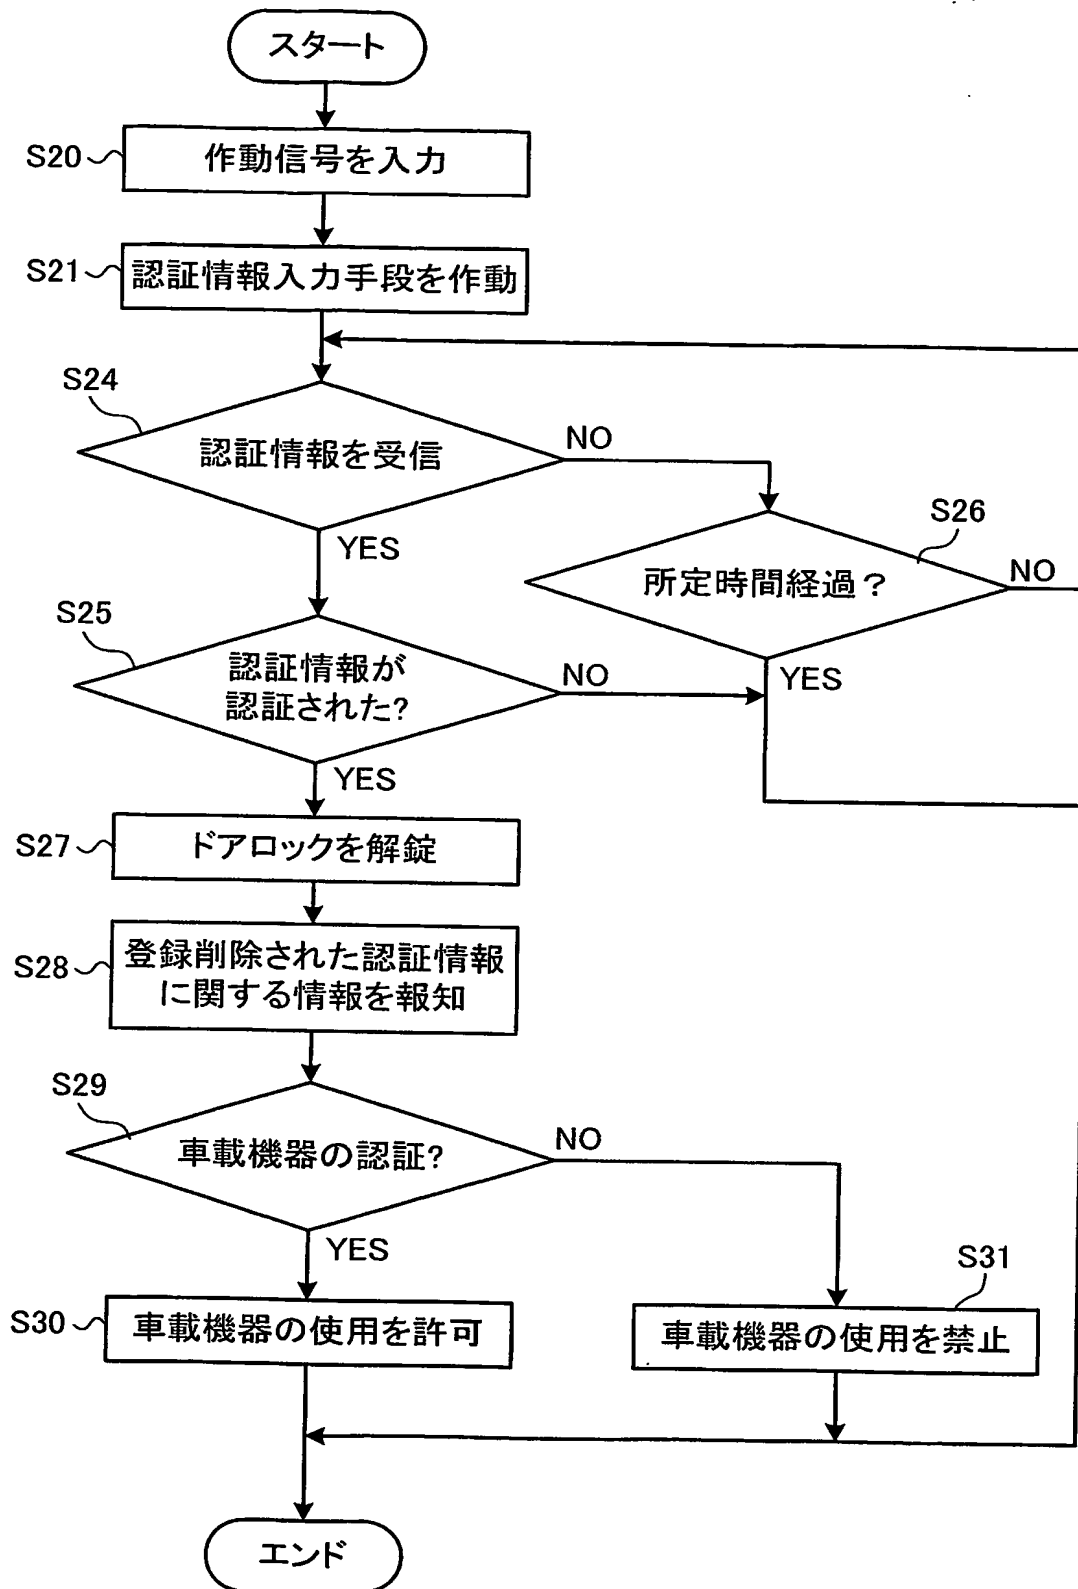 スタート
S20
作動信号を入力
S21
認証情報入力手段を作動
S24
認証情報を受信
NO
YES
S26
所定時間経過?
NO
YES
S25
認証情報が
認証された?
NO
YES
S27
ドアロックを解錠
S28
登録削除された認証情報
に関する情報を報知
S29
車載機器の認証?
NO
YES
S30
車載機器の使用を許可
S31
車載機器の使用を禁止
エンド